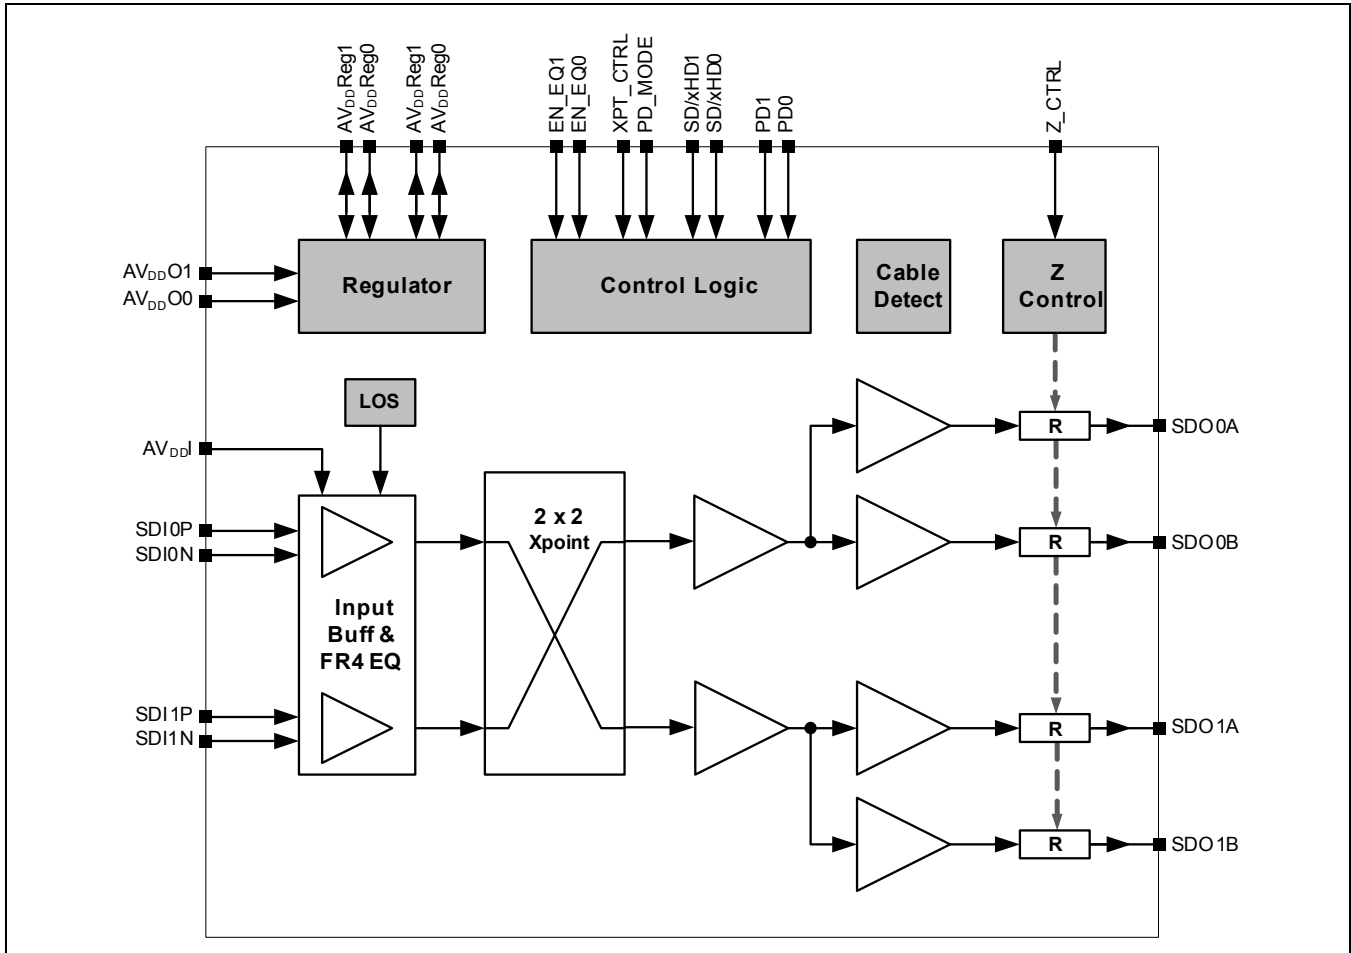 AVDDReg1
AVDDReg0
AVDDReg1
AVDDReg0
EN_EQ1
EN_EQ0
XPT_CTRL
PD_MODE
SD/xHD1
SD/xHD0
PD1
PD0
Z_CTRL
AVDDO1
AVDDO0
Regulator
Control Logic
Cable
Detect
Z
Control
LOS
AVDDI
SDI0P
SDI0N
SDI1P
SDI1N
Input
Buff &
FR4 EQ
2 x 2
Xpoint
R
SDO0A
R
SDO0B
R
SDO1A
R
SDO1B